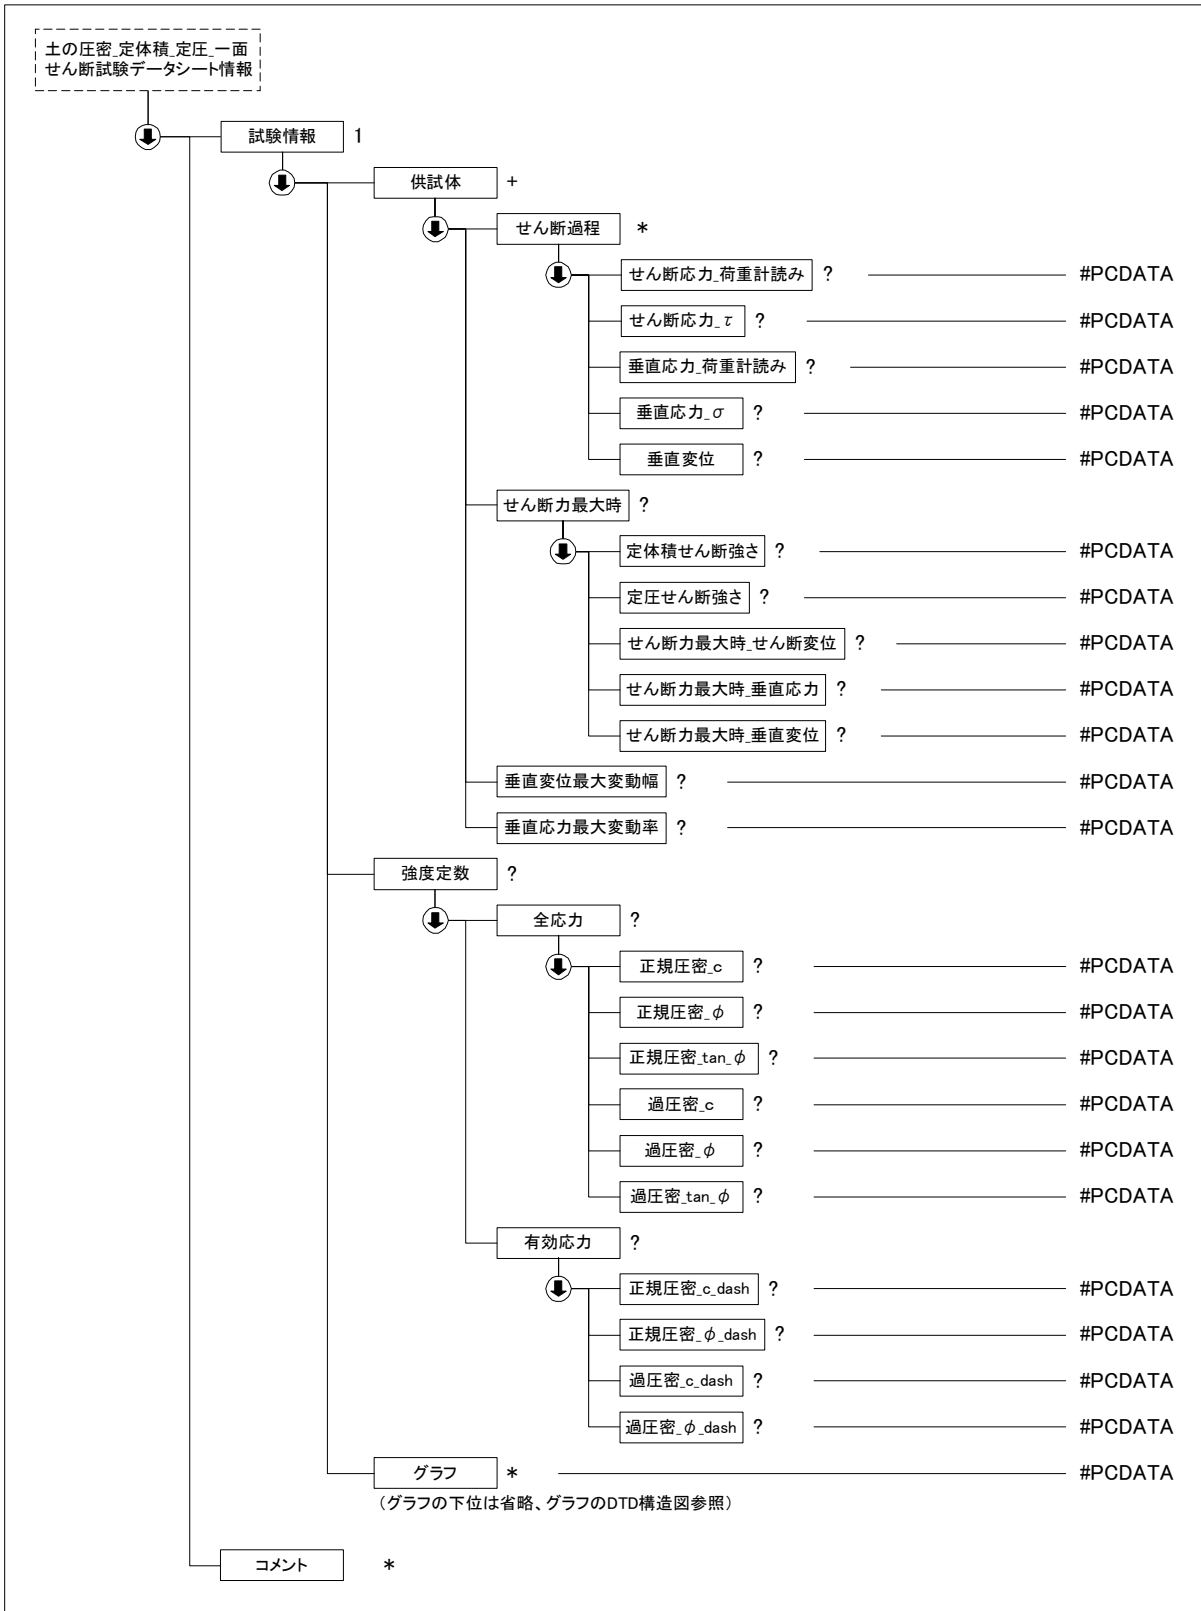 土の圧密_定体積_定圧_一面
せん断試験データシート情報
試験情報 1
供試体 +
せん断過程 *
せん断応力_荷重計読み ? #PCDATA
せん断応力_τ ? #PCDATA
垂直応力_荷重計読み ? #PCDATA
垂直応力_σ ? #PCDATA
垂直変位 ? #PCDATA
せん断力最大時 ?
定体積せん断強さ ? #PCDATA
定圧せん断強さ ? #PCDATA
せん断力最大時_せん断変位 ? #PCDATA
せん断力最大時_垂直応力 ? #PCDATA
せん断力最大時_垂直変位 ? #PCDATA
垂直変位最大変動幅 ? #PCDATA
垂直応力最大変動率 ? #PCDATA
強度定数 ?
全応力 ?
正規圧密_c ? #PCDATA
正規圧密_φ ? #PCDATA
正規圧密_tan_φ ? #PCDATA
過圧密_c ? #PCDATA
過圧密_φ ? #PCDATA
過圧密_tan_φ ? #PCDATA
有効応力 ?
正規圧密_c_dash ? #PCDATA
正規圧密_φ_dash ? #PCDATA
過圧密_c_dash ? #PCDATA
過圧密_φ_dash ? #PCDATA
グラフ * #PCDATA
（グラフの下位は省略、グラフのDTD構造図参照）
コメント *